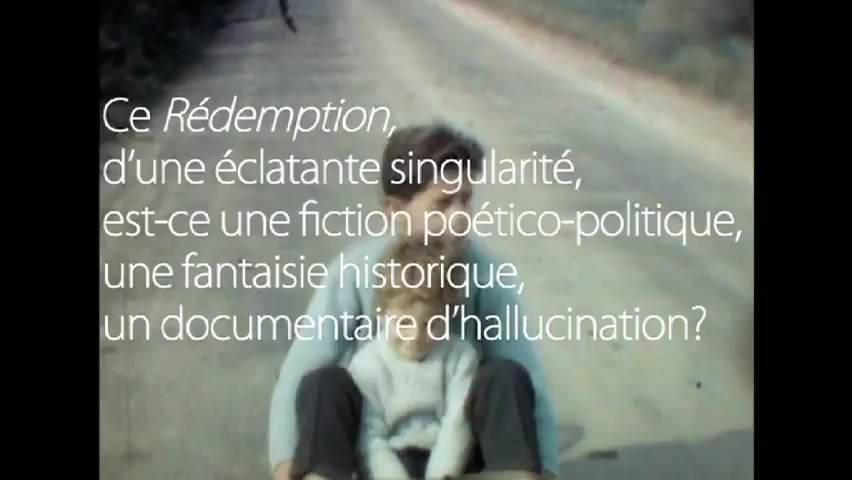 Ce Rédemption,
d’une éclatante singularité,
est-ce une fiction poético-politique,
une fantaisie historique,
un documentaire d’hallucination?